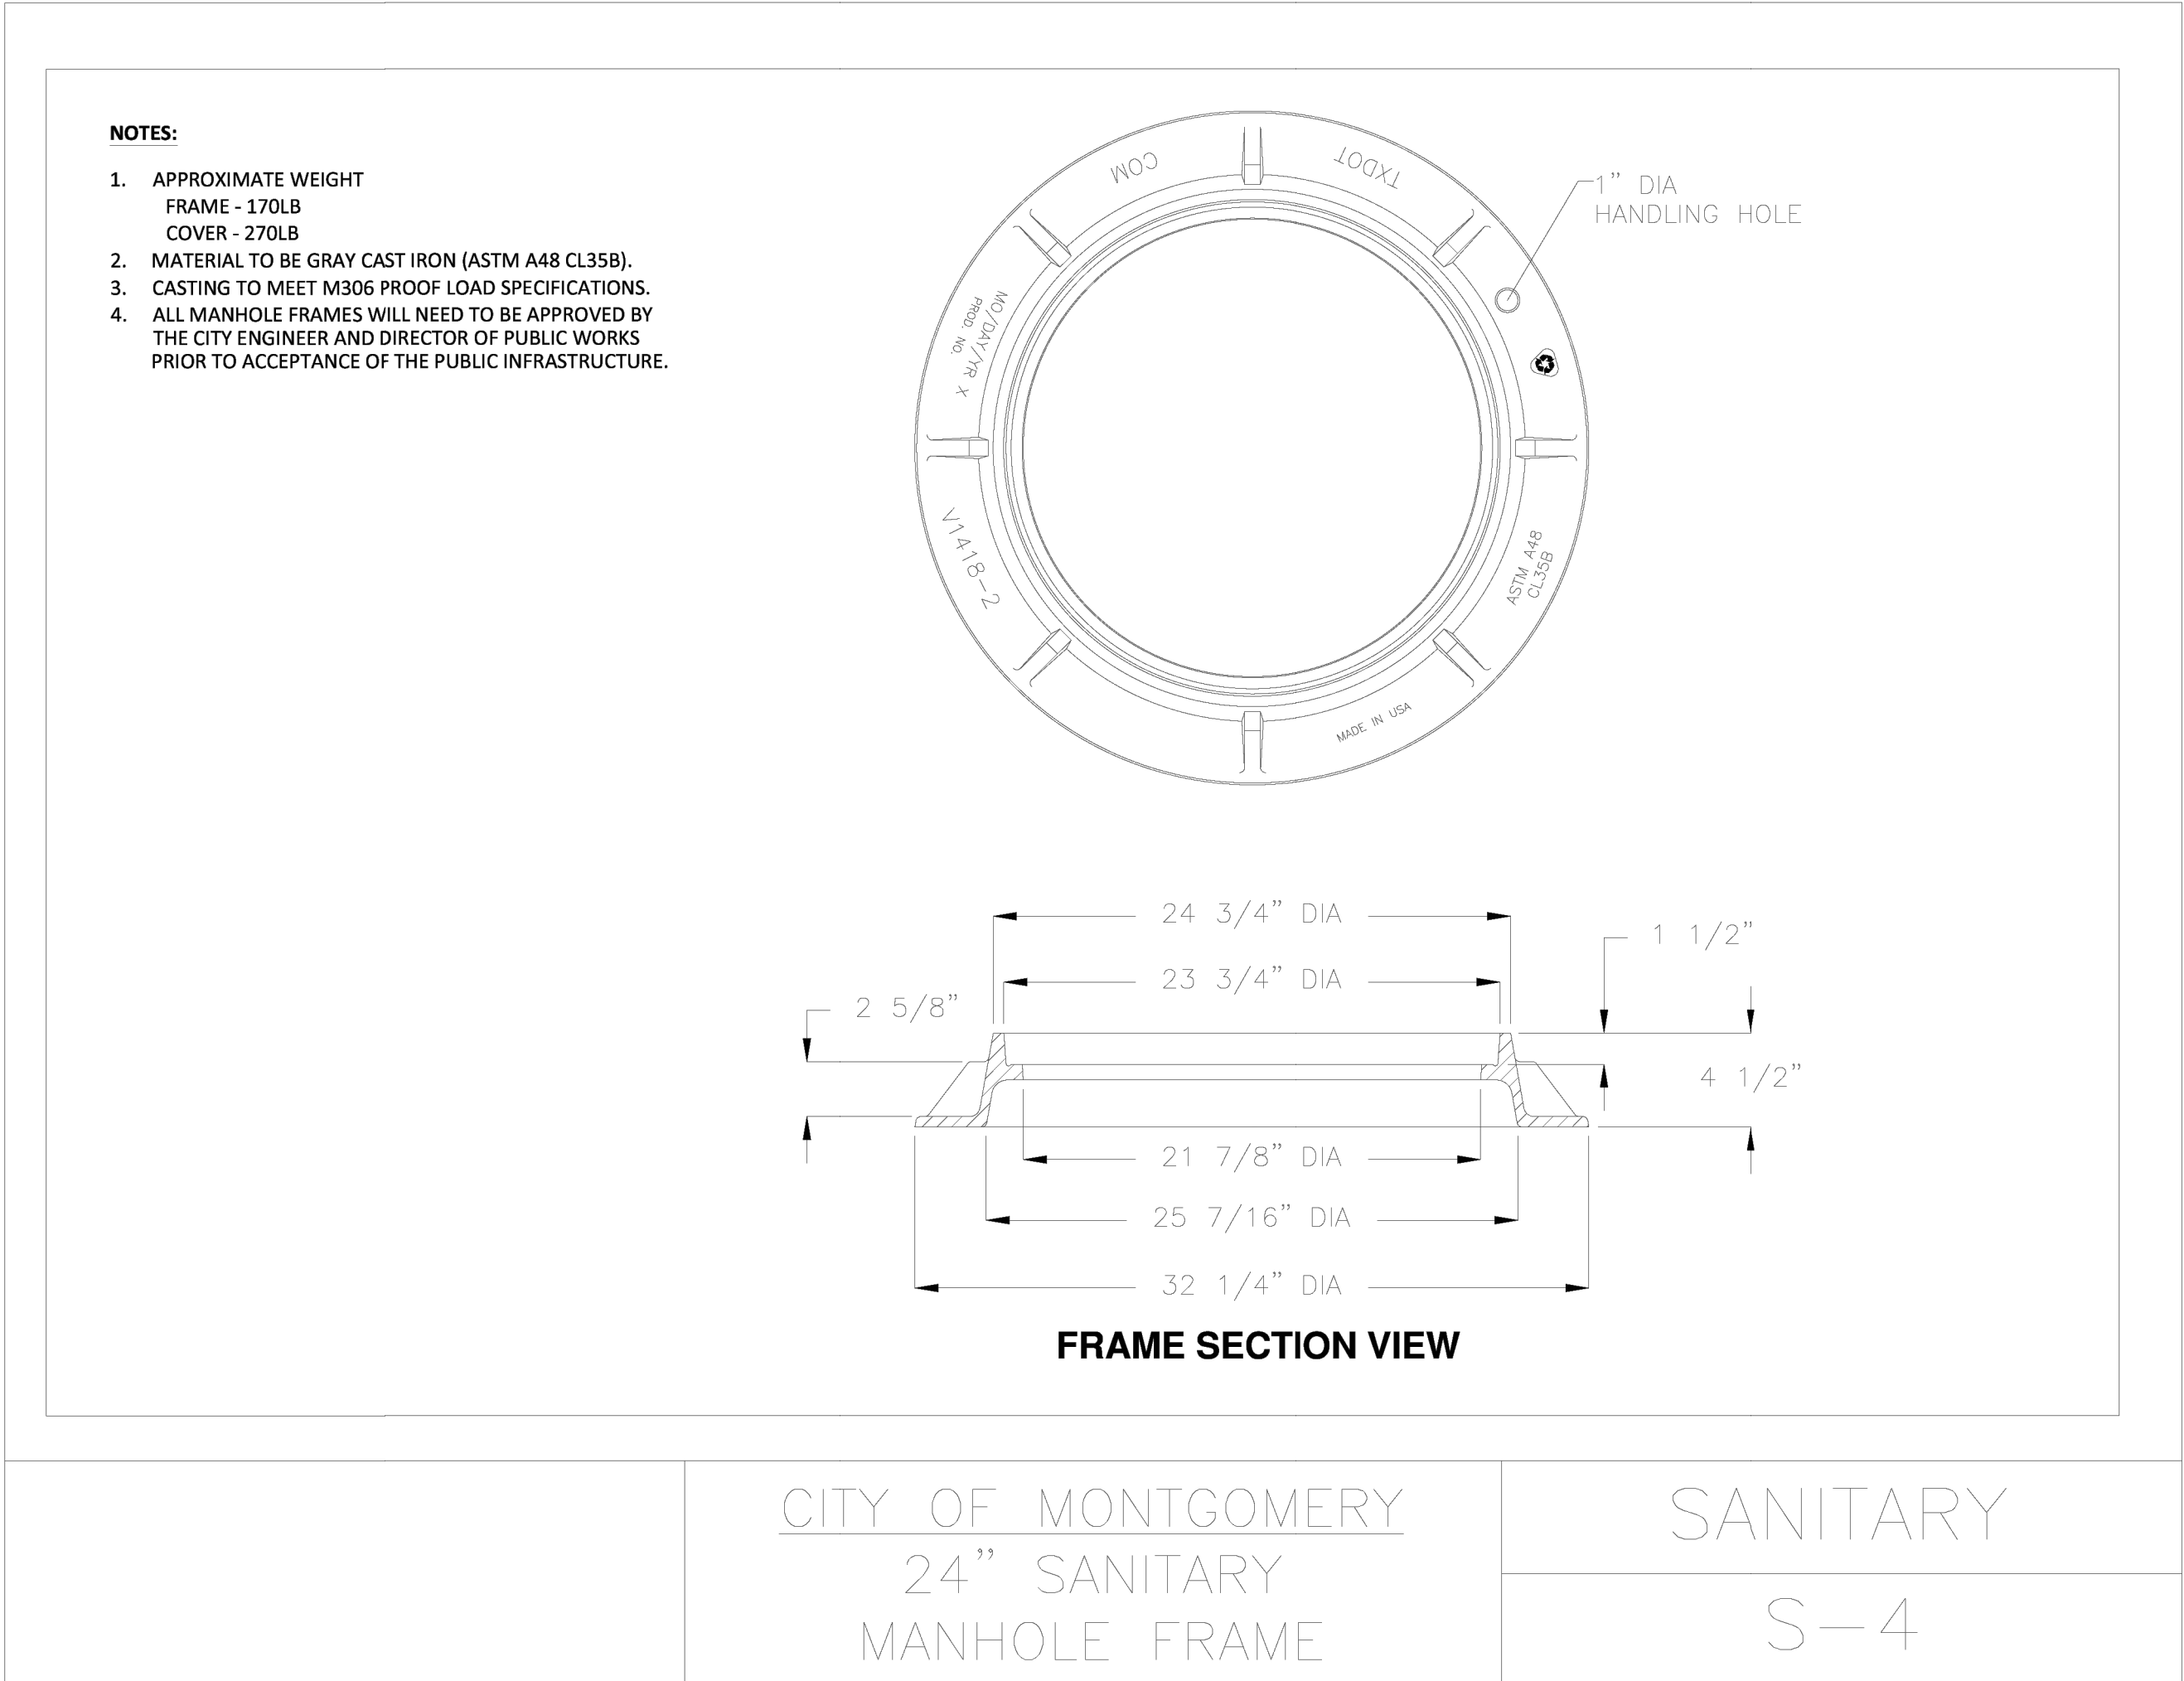 NOTES:
1. APPROXIMATE WEIGHT
FRAME - 170LB
COVER - 270LB
2. MATERIAL TO BE GRAY CAST IRON (ASTM A48 CL35B).
3. CASTING TO MEET M306 PROOF LOAD SPECIFICATIONS.
4. ALL MANHOLE FRAMES WILL NEED TO BE APPROVED BY
THE CITY ENGINEER AND DIRECTOR OF PUBLIC WORKS
PRIOR TO ACCEPTANCE OF THE PUBLIC INFRASTRUCTURE.
COM
TXDOT
1” DIA
HANDLING HOLE
MO/DAY/YR X
PROD. NO.
V1418-2
ASTM A48
CL35B
MADE IN USA
24 3/4” DIA
1 1/2”
23 3/4” DIA
2 5/8”
4 1/2”
21 7/8” DIA
25 7/16” DIA
32 1/4” DIA
FRAME SECTION VIEW
CITY OF MONTGOMERY
24” SANITARY
MANHOLE FRAME
SANITARY
S-4